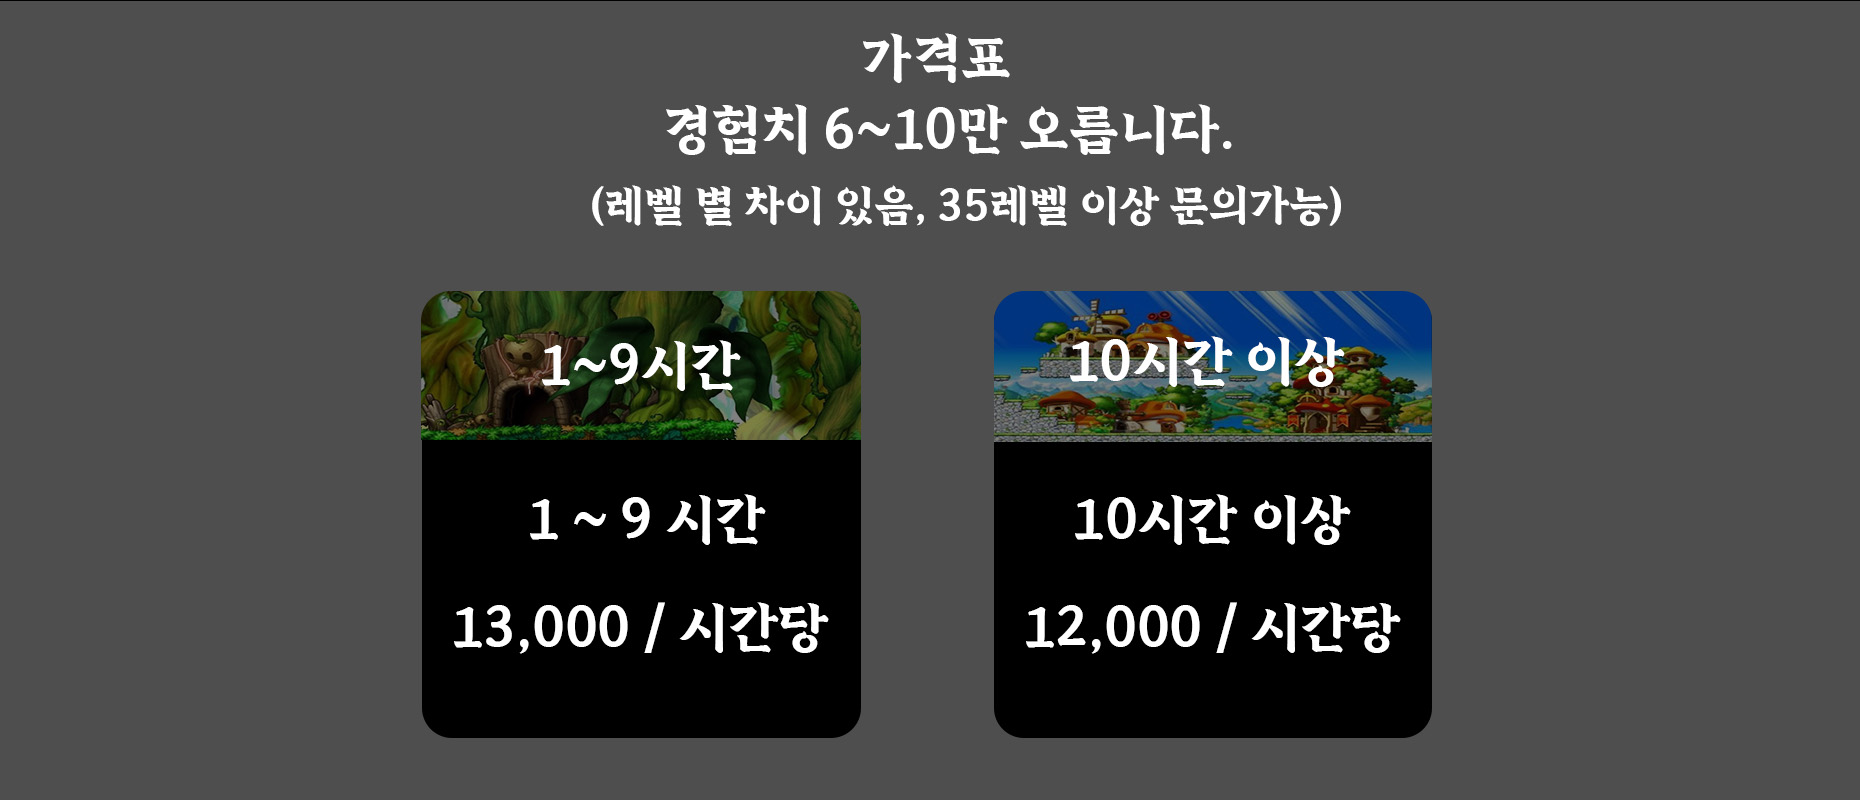 가격표
경험치 6~10만 오릅니다.
(레벨 별 차이 있음, 35레벨 이상 문의가능)
1~9시간
10시간 이상
1 ~ 9 시간
13,000 / 시간당
10시간 이상
12,000 / 시간당